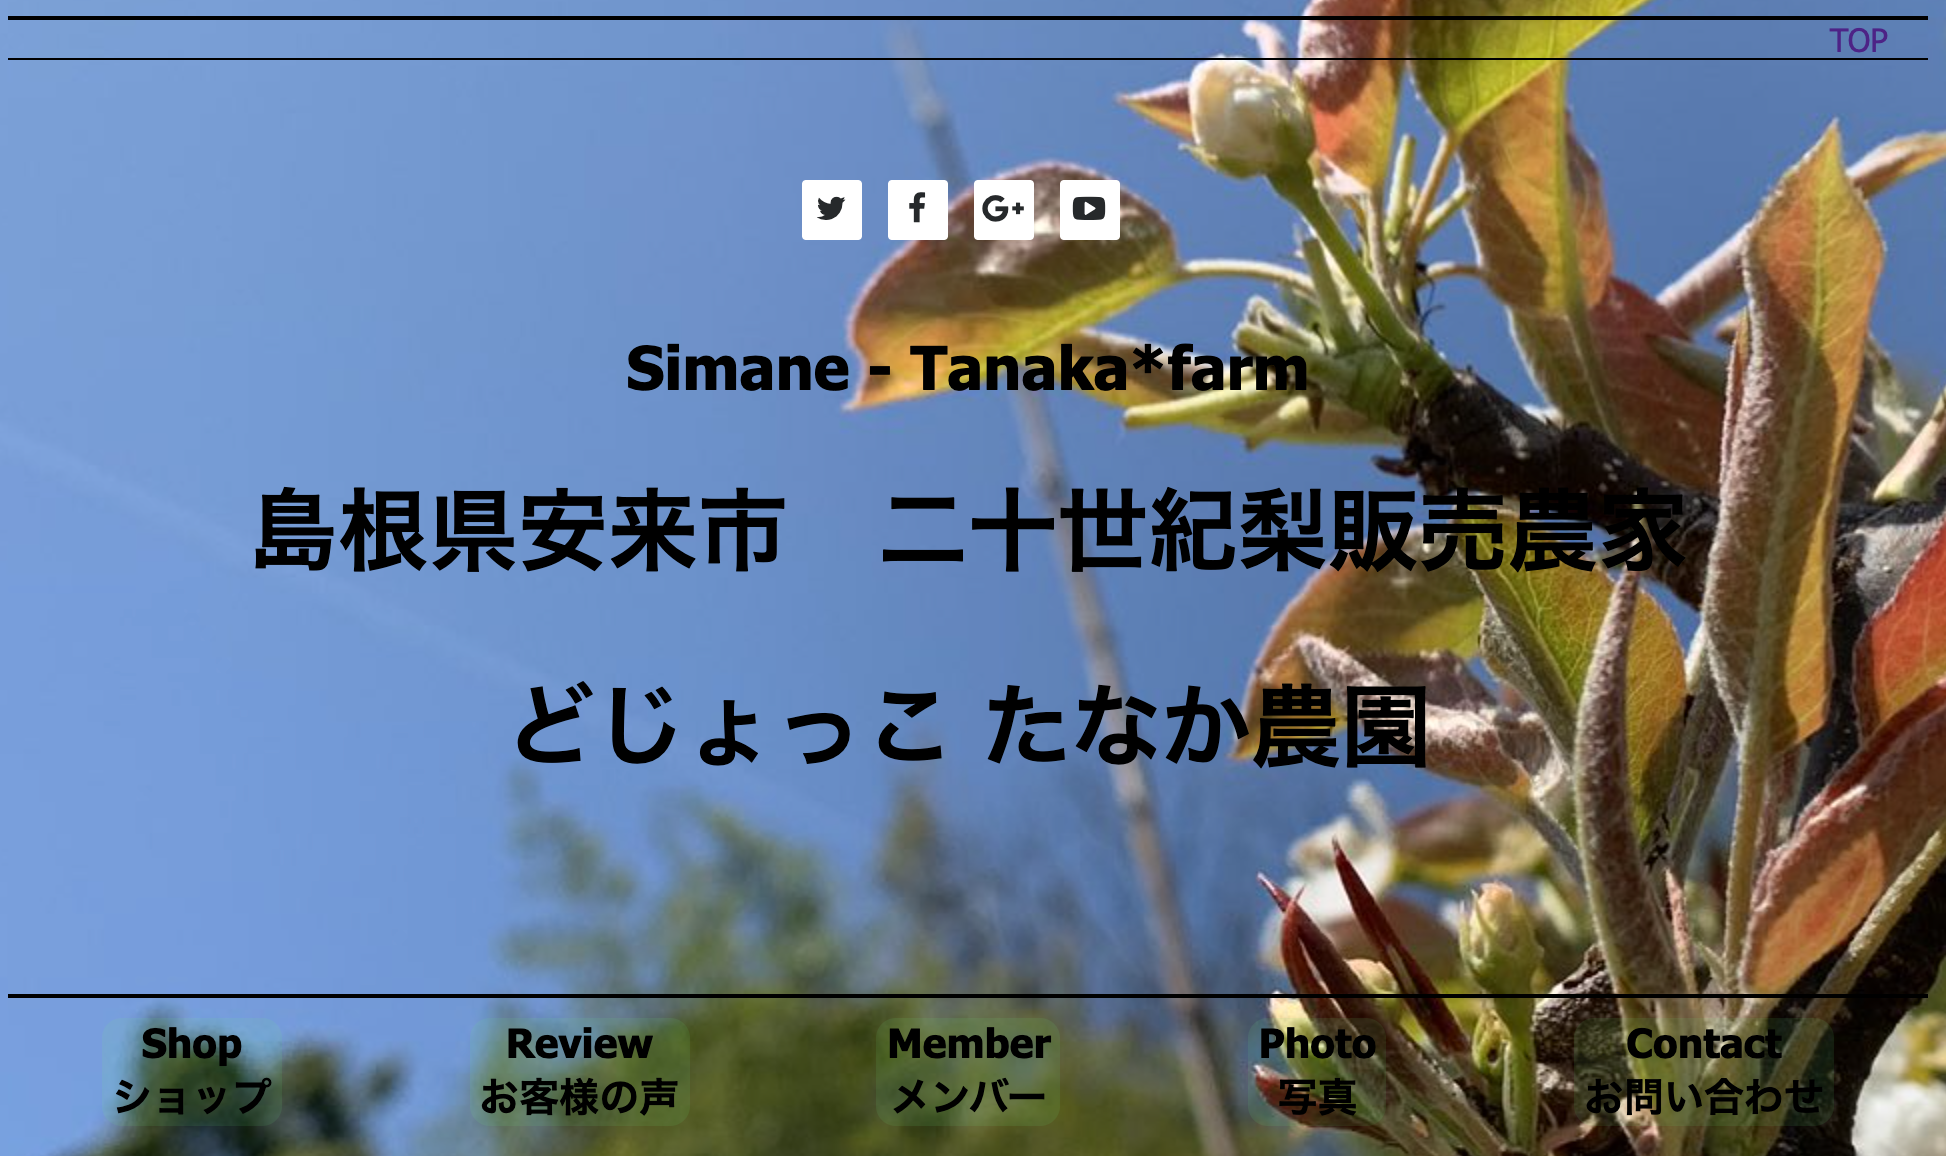 TOP
G+
Simane - Tanaka*farm
島根県安来市　二十世紀梨販売農家
どじょっこ たなか農園
Shop
ショップ
Review
お客様の声
Member
メンバー
Photo
写真
Contact
お問い合わせ